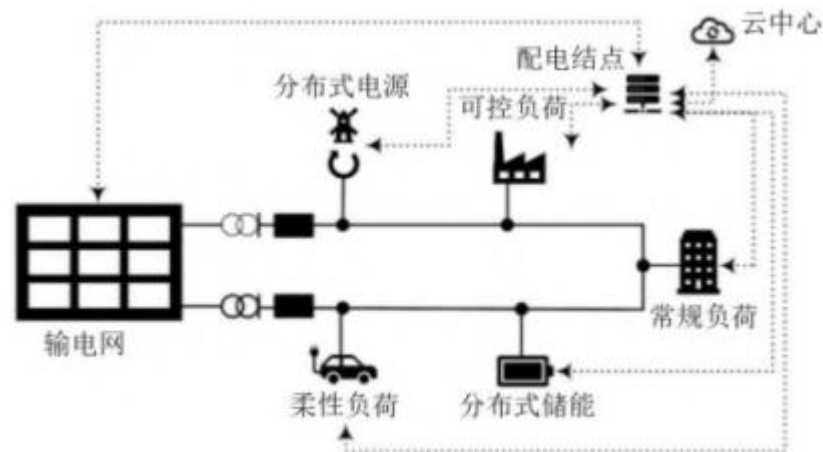 云中心
配电结点
分布式电源
可控负荷
输电网
常规负荷
柔性负荷
分布式储能